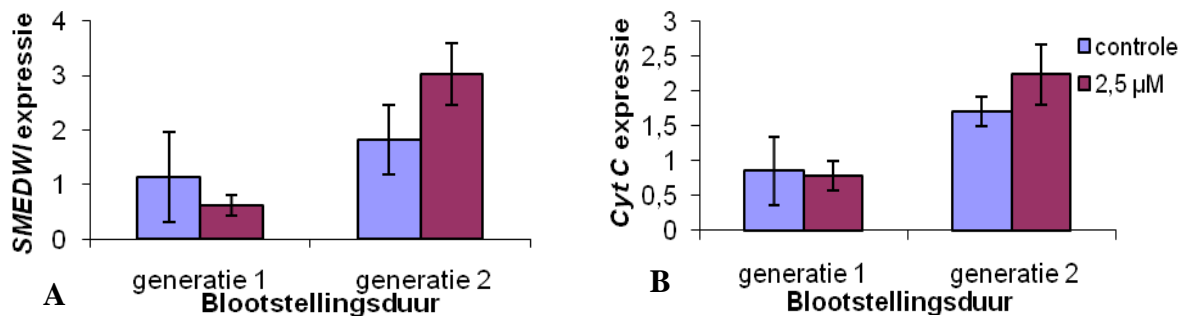 SMEDWI expressie
4
3
2
1
0
generatie 1
generatie 2
Blootstellingsduur
A
Cyt C expressie
3
2,5
2
1,5
1
0,5
0
generatie 1
generatie 2
Blootstellingsduur
B
controle
2,5 µM